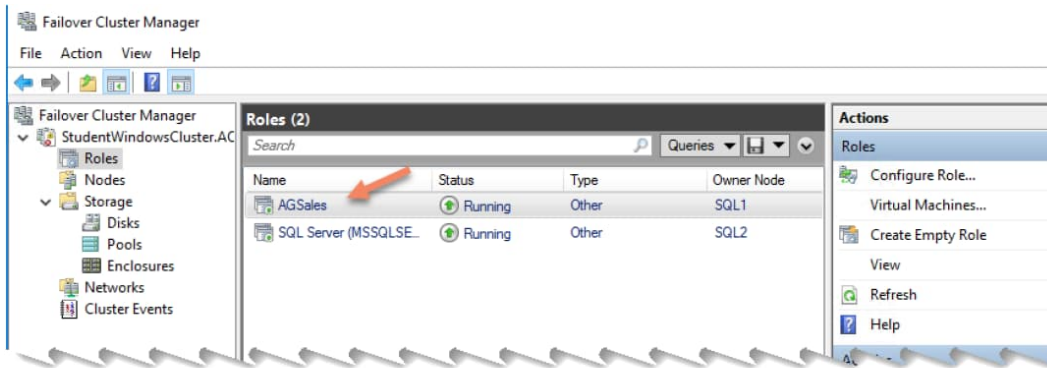 Failover Cluster Manager
File Action View Help
Failover Cluster Manager
StudentWindowsCluster.AC
Roles
Nodes
Storage
Disks
Pools
Enclosures
Networks
Cluster Events
Roles (2)
Search
Queries
Name Status Type Owner Node
AGSales Running Other SQL1
SQL Server (MSSQLSE... Running Other SQL2
Actions
Roles
Configure Role...
Virtual Machines...
Create Empty Role
View
Refresh
Help